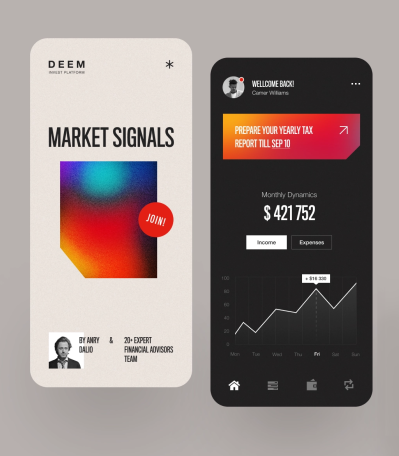 DEEM
INVEST PLATFORM
MARKET SIGNALS
JOIN!
BY ANRY
DALIO
&
20+ EXPERT
FINANCIAL ADVISORS
TEAM
WELLCOME BACK!
Carner Williams
PREPARE YOUR YEARLY TAX
REPORT TILL SEP 10
Monthly Dynamics
$ 421 752
Income
Expenses
+ $16 339
100
80
60
40
20
0
Mon Tue Wed Thu Fri Sat Sun